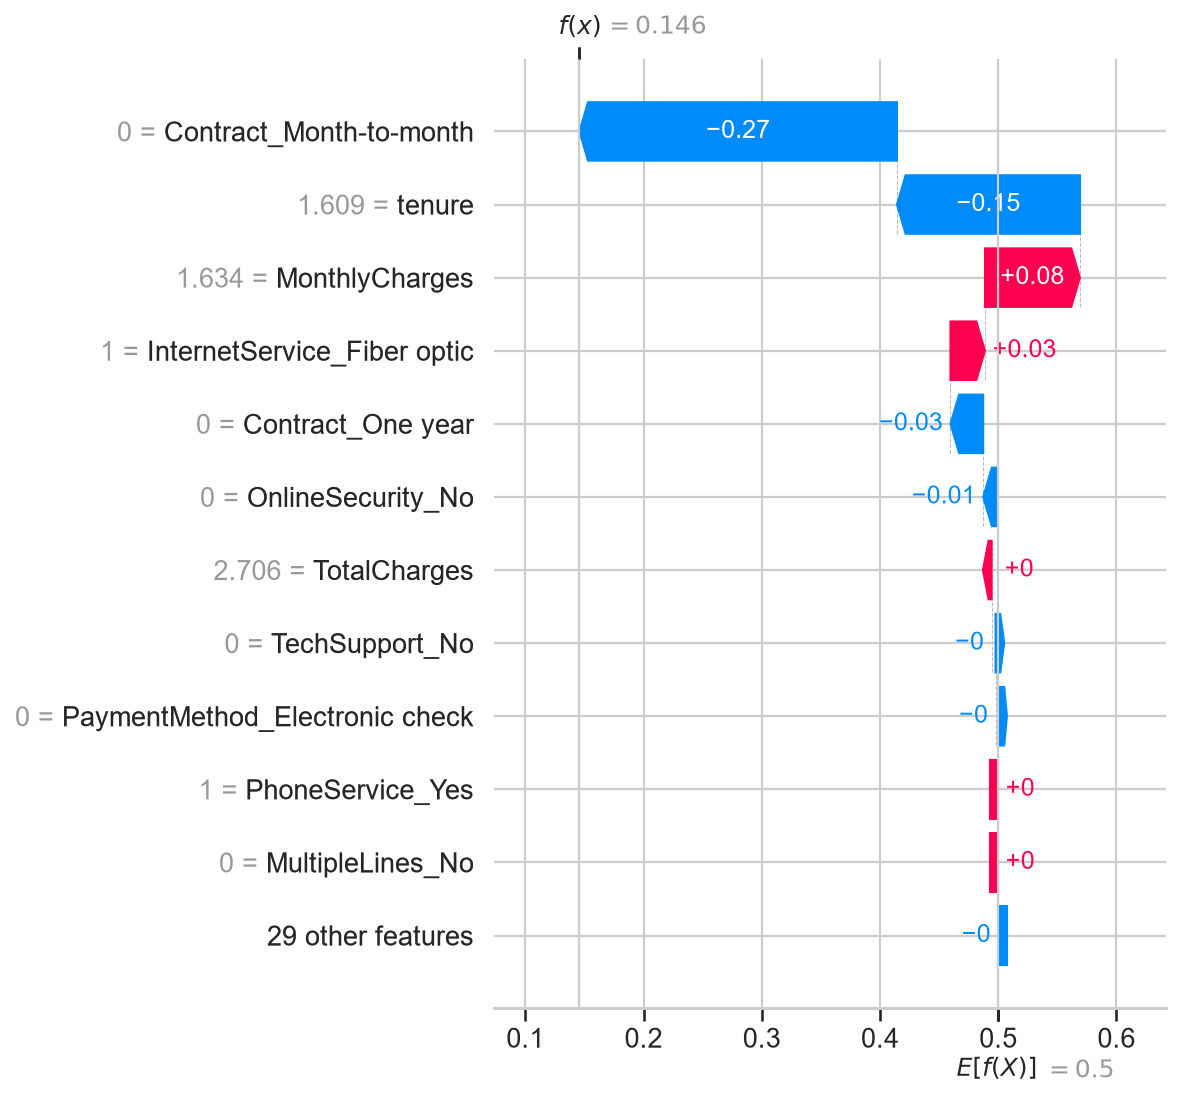 f(x) = 0.146
0 = Contract_Month-to-month −0.27
1.609 = tenure −0.15
1.634 = MonthlyCharges +0.08
1 = InternetService_Fiber optic +0.03
0 = Contract_One year −0.03
0 = OnlineSecurity_No −0.01
2.706 = TotalCharges +0
0 = TechSupport_No −0
0 = PaymentMethod_Electronic check −0
1 = PhoneService_Yes +0
0 = MultipleLines_No +0
29 other features −0
0.1 0.2 0.3 0.4 0.5 0.6
E[f(X)] = 0.5